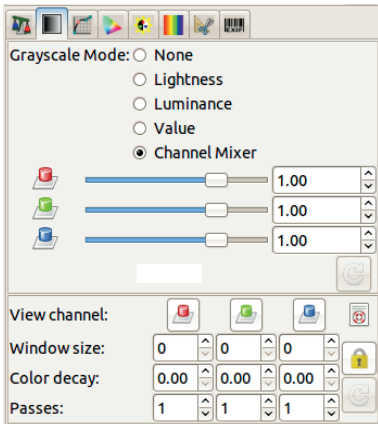 EXIF
Grayscale Mode: None
Lightness
Luminance
Value
Channel Mixer
1.00
1.00
1.00
View channel:
Window size: 0 0 0
Color decay: 0.00 0.00 0.00
Passes: 1 1 1